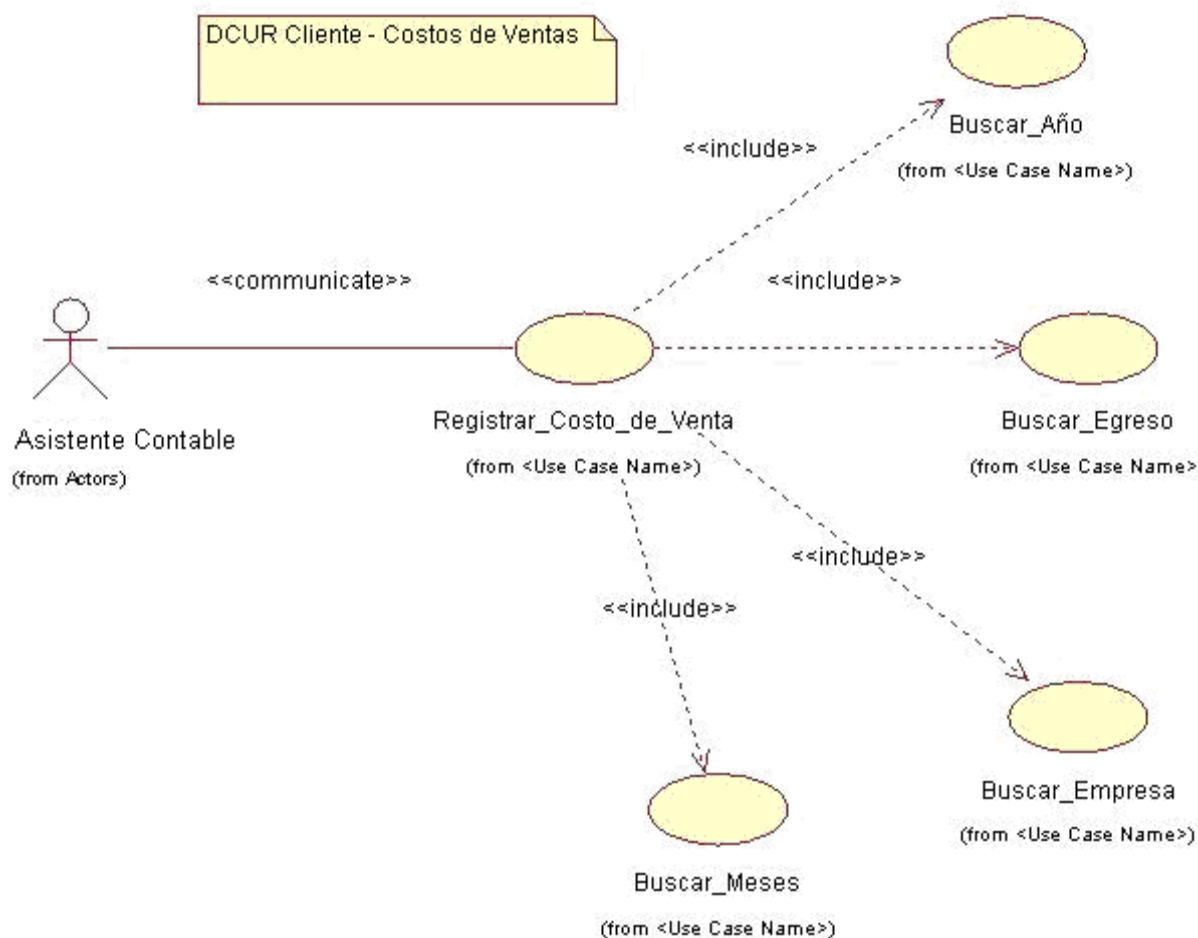 DCUR Cliente - Costos de Ventas
Buscar_Año
(from <Use Case Name>)
<<include>>
<<communicate>>
<<include>>
Asistente Contable
(from Actors)
Registrar_Costo_de_Venta
(from <Use Case Name>)
Buscar_Egreso
(from <Use Case Name>
<<include>>
<<include>>
Buscar_Empresa
(from <Use Case Name>)
Buscar_Meses
(from <Use Case Name>)